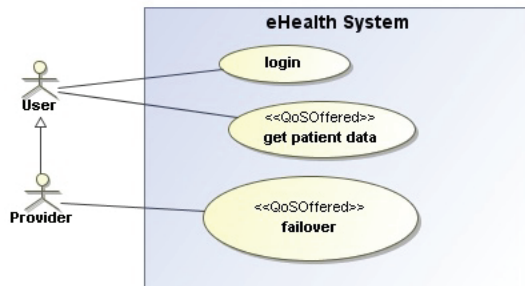 eHealth System
login
User
<<QoSOffered>>
get patient data
Provider
<<QoSOffered>>
failover